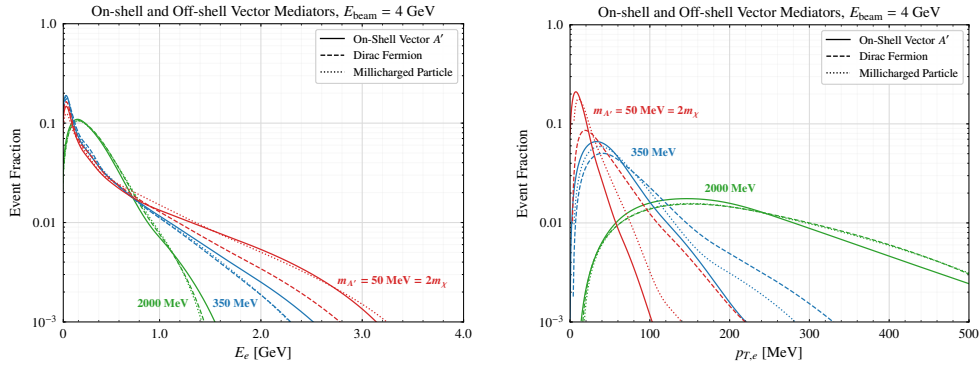 On-shell and Off-shell Vector Mediators, E_beam = 4 GeV
1.0
0.1
0.01
10⁻³
Event Fraction
On-Shell Vector A′
Dirac Fermion
Millicharged Particle
m_A′ = 50 MeV = 2m_χ
2000 MeV
350 MeV
0
1.0
2.0
3.0
4.0
E_e [GeV]
On-shell and Off-shell Vector Mediators, E_beam = 4 GeV
1.0
0.1
0.01
10⁻³
Event Fraction
On-Shell Vector A′
Dirac Fermion
Millicharged Particle
m_A′ = 50 MeV = 2m_χ
350 MeV
2000 MeV
0
100
200
300
400
500
p_T,e [MeV]